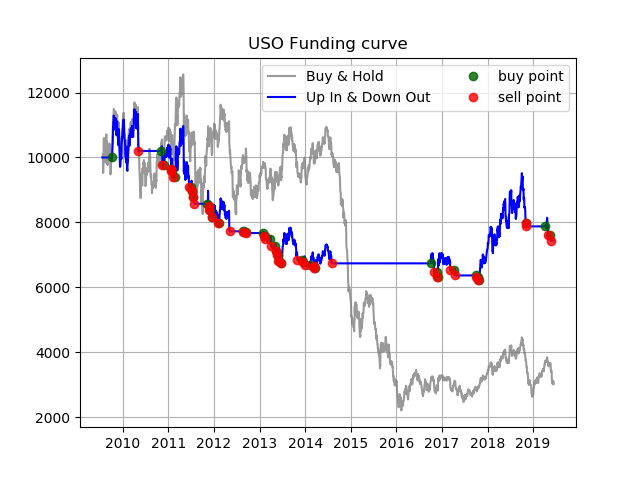 USO Funding curve
12000
10000
8000
6000
4000
2000
Buy & Hold
Up In & Down Out
buy point
sell point
2010 2011 2012 2013 2014 2015 2016 2017 2018 2019